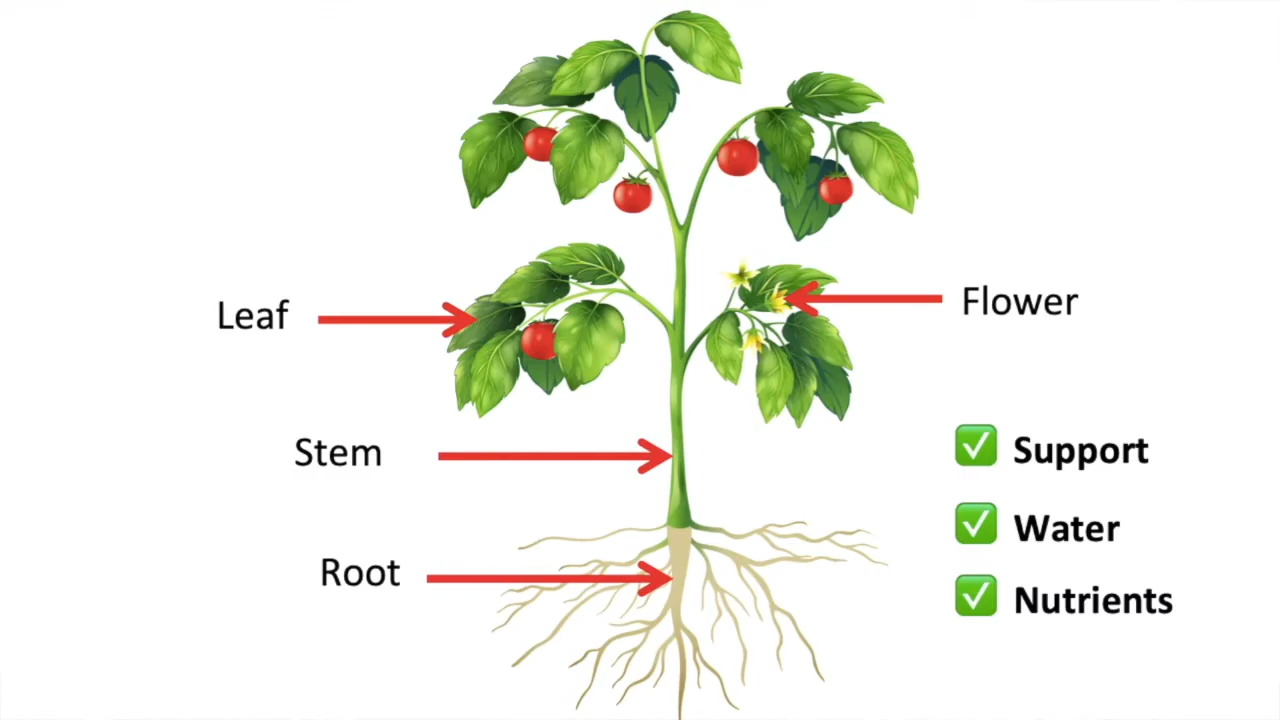 Leaf
Flower
Stem
Support
Water
Root
Nutrients